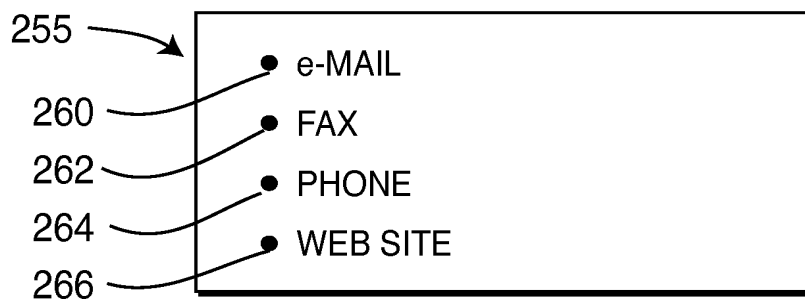 255
● e-MAIL
260
● FAX
262
● PHONE
264
● WEB SITE
266